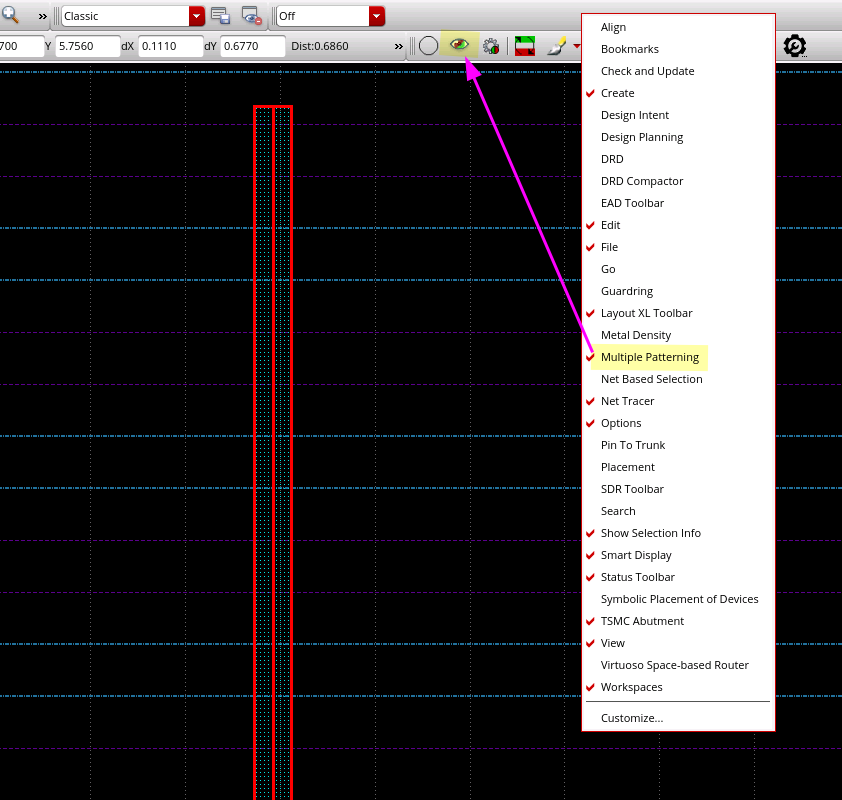 » Classic Off
700 Y 5.7560 dX 0.1110 dY 0.6770 Dist:0.6860 »
Align
Bookmarks
Check and Update
Create
Design Intent
Design Planning
DRD
DRD Compactor
EAD Toolbar
Edit
File
Go
Guardring
Layout XL Toolbar
Metal Density
Multiple Patterning
Net Based Selection
Net Tracer
Options
Pin To Trunk
Placement
SDR Toolbar
Search
Show Selection Info
Smart Display
Status Toolbar
Symbolic Placement of Devices
TSMC Abutment
View
Virtuoso Space-based Router
Workspaces
Customize...